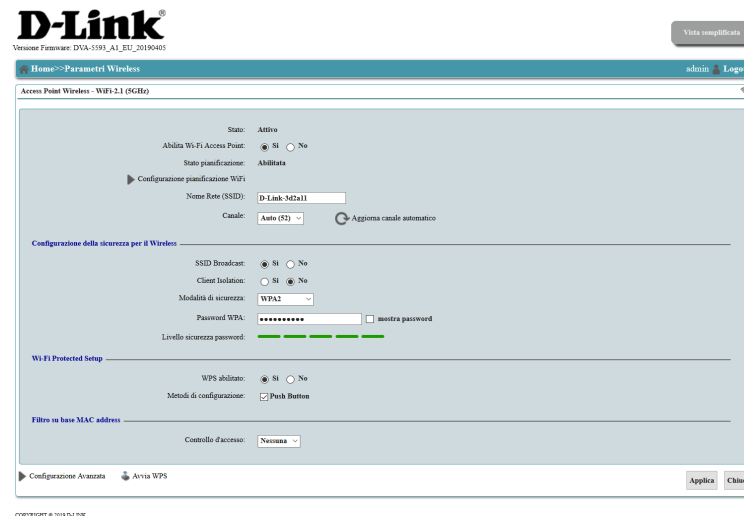 D-Link®
Vista semplificata
Versione Firmware: DVA-5593_A1_EU_20190405
Home>>Parametri Wireless
admin
Access Point Wireless - WiFi-2.1 (5GHz)
Stato: Attivo
Abilita Wi-Fi Access Point: Si No
Stato pianificazione: Abilitata
Configurazione pianificazione WiFi
Nome Rete (SSID): D-Link-3d2a11
Canale: Auto (52) Aggiorna canale automatico
Configurazione della sicurezza per il Wireless
SSID Broadcast: Si No
Client Isolation: Si No
Modalità di sicurezza: WPA2
Password WPA: •••••••••• mostra password
Livello sicurezza password:
Wi-Fi Protected Setup
WPS abilitato: Si No
Metodi di configurazione: Push Button
Filtro su base MAC address
Controllo d'accesso: Nessuna
Configurazione Avanzata Avvia WPS
Applica
COPYRIGHT © 2019 D-LINK